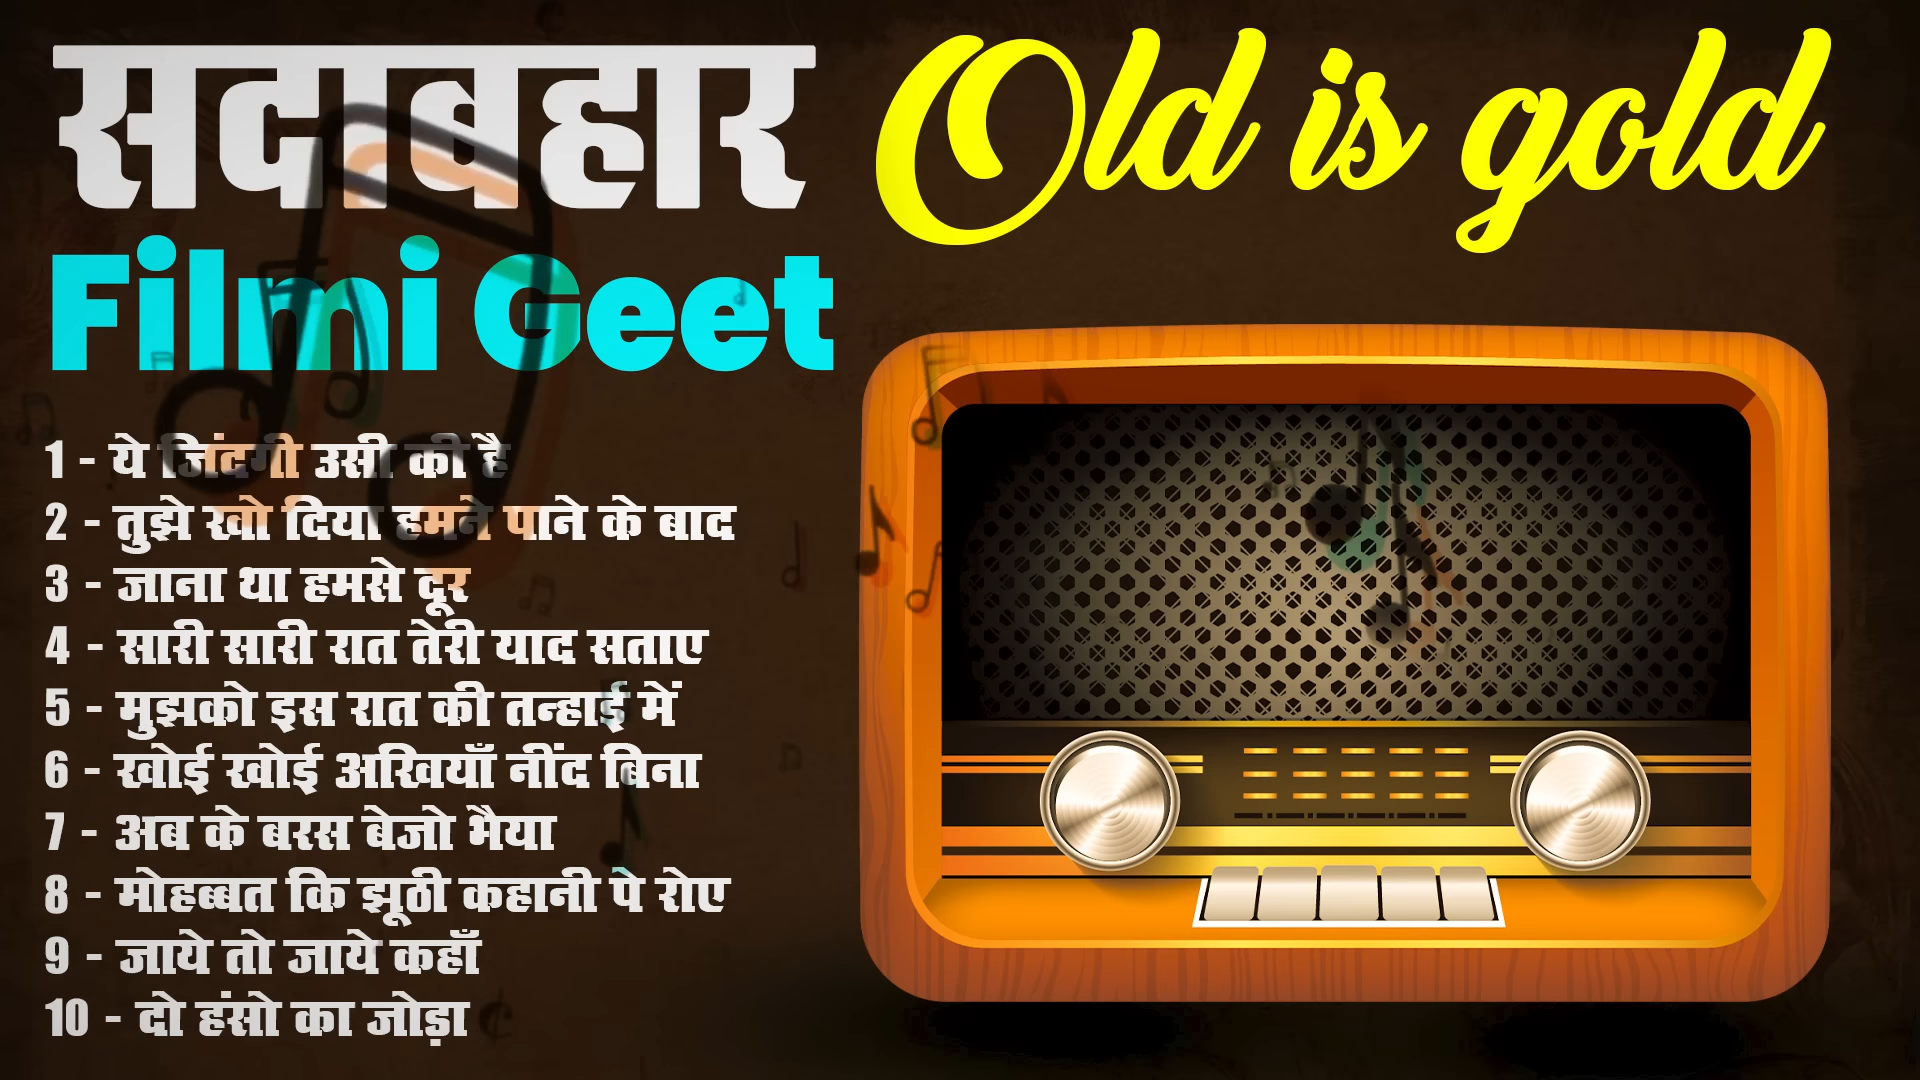 सदाबहार
Old is gold
Filmi Geet
1 - ये जिंदगी उसी की है
2 - तुझे खो दिया हमने पाने के बाद
3 - जाना था हमसे दूर
4 - सारी सारी रात तेरी याद सताए
5 - मुझको इस रात की तन्हाई में
6 - खोई खोई अखियाँ नींद बिना
7 - अब के बरस बेजो भैया
8 - मोहब्बत कि झूठी कहानी पे रोए
9 - जाये तो जाये कहाँ
10 - दो हंसो का जोड़ा